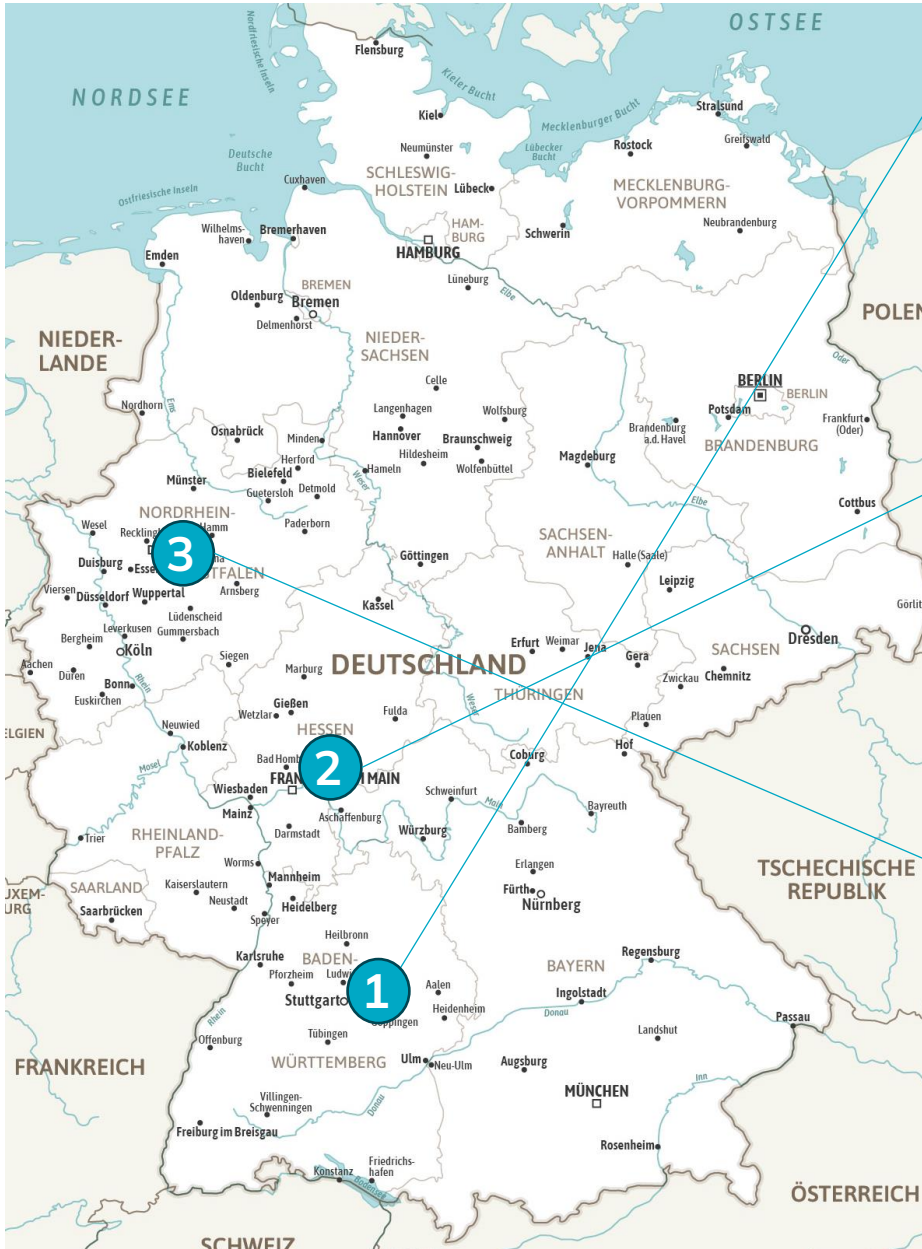 OSTSEE
NORDSEE
Nordfriesische Inseln
Flensburg
Kieler Bucht
Kiel
Mecklenburger Bucht
Stralsund
Greitswald
Rostock
Neumünster
Lübecker
Bucht
Deutsche
Bucht
SCHLESWIG-
HOLSTEIN
Lübeck
MECKLENBURG-
VORPOMMERN
Cuxhaven
Ostfriesische Inseln
Wilhelms-
haven
Bremerhaven
HAM-
BURG
HAMBURG
Schwerin
Neubrandenburg
Emden
Lüneburg
Elbe
BREMEN
Oldenburg
Bremen
Delmenhorst
POLEN
NIEDER-
LANDE
NIEDER-
SACHSEN
Oder
Celle
BERLIN
BERLIN
Ems
Nordhorn
Langenhagen
Wolfsburg
Potsdam
Frankfurt
(Oder)
Osnabrück
Minden
Hannover
Braunschweig
Brandenburg
a.d. Havel
BRANDENBURG
Herford
Hildesheim
Wolfenbüttel
Magdeburg
Bielefeld
Hameln
Weser
Münster
Guetersloh
Detmold
Elbe
Cottbus
NORDRHEIN-
Paderborn
Wesel
Hamm
SACHSEN-
ANHALT
3
Göttingen
Halle (Saale)
Duisburg
Leipzig
Viersen
Düsseldorf
Wuppertal
Arnsberg
Kassel
Lüdenscheid
Leverkusen
Gummersbach
Bergheim
Köln
Erfurt
Weimar
Jena
Dresden
Aachen
Siegen
DEUTSCHLAND
Gera
SACHSEN
Düren
Marburg
Chemnitz
Zwickau
Bonn
Rhein
THÜRINGEN
Euskirchen
Weser
Gießen
Wetzlar
Fulda
Plauen
Neuwied
HESSEN
Koblenz
Hof
Coburg
2
Mosel
MAIN
Wiesbaden
Schweinfurt
Main
Bayreuth
Mainz
Aschaffenburg
Bamberg
Trier
RHEINLAND-
PFALZ
Darmstadt
Würzburg
Worms
Erlangen
TSCHECHISCHE
REPUBLIK
SAARLAND
Kaiserslautern
Mannheim
Fürth
Nürnberg
Saarbrücken
Neustadt
Heidelberg
Speyer
Heilbronn
Karlsruhe
BADEN-
Regensburg
Pforzheim
BAYERN
1
Aalen
Ingolstadt
Stuttgart
Donau
Heidenheim
Passau
Rhein
Offenburg
Tübingen
Landshut
FRANKREICH
WÜRTTEMBERG
Ulm
Neu-Ulm
Augsburg
Inn
MÜNCHEN
Villingen-
Schwenningen
Donau
Freiburg im Breisgau
Rosenheim
Konstanz
Friedrichs-
hafen
Bodensee
ÖSTERREICH
SCHWEIZ